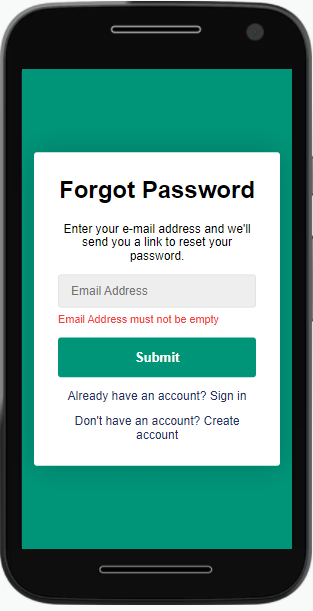 Forgot Password
Enter your e-mail address and we'll
send you a link to reset your
password.
Email Address
Email Address must not be empty
Submit
Already have an account? Sign in
Don't have an account? Create
account